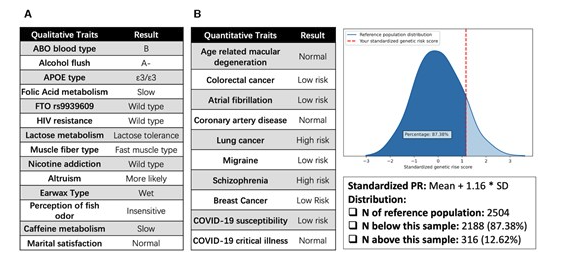 A
Qualitative Traits Result
ABO blood type B
Alcohol flush A-
APOE type ε3/ε3
Folic Acid metabolism Slow
FTO rs9939609 Wild type
HIV resistance Wild type
Lactose metabolism Lactose tolerance
Muscle fiber type Fast muscle type
Nicotine addiction Wild type
Altruism More likely
Earwax Type Wet
Perception of fish
odor Insensitive
Caffeine metabolism Slow
Marital satisfaction Normal
B
Quantitative Traits Result
Age related macular
degeneration Normal
Colorectal cancer Low risk
Atrial fibrillation Low risk
Coronary artery disease Normal
Lung cancer High risk
Migraine Low risk
Schizophrenia High risk
Breast Cancer Low Risk
COVID-19 susceptibility Low risk
COVID-19 critical illness Normal
Reference population distribution
Your standardized genetic risk score
Percentage: 87.38%
−3 −2 −1 0 1 2 3
Standardized genetic risk score
Standardized PR: Mean + 1.16 * SD
Distribution:
❑ N of reference population: 2504
❑ N below this sample: 2188 (87.38%)
❑ N above this sample: 316 (12.62%)